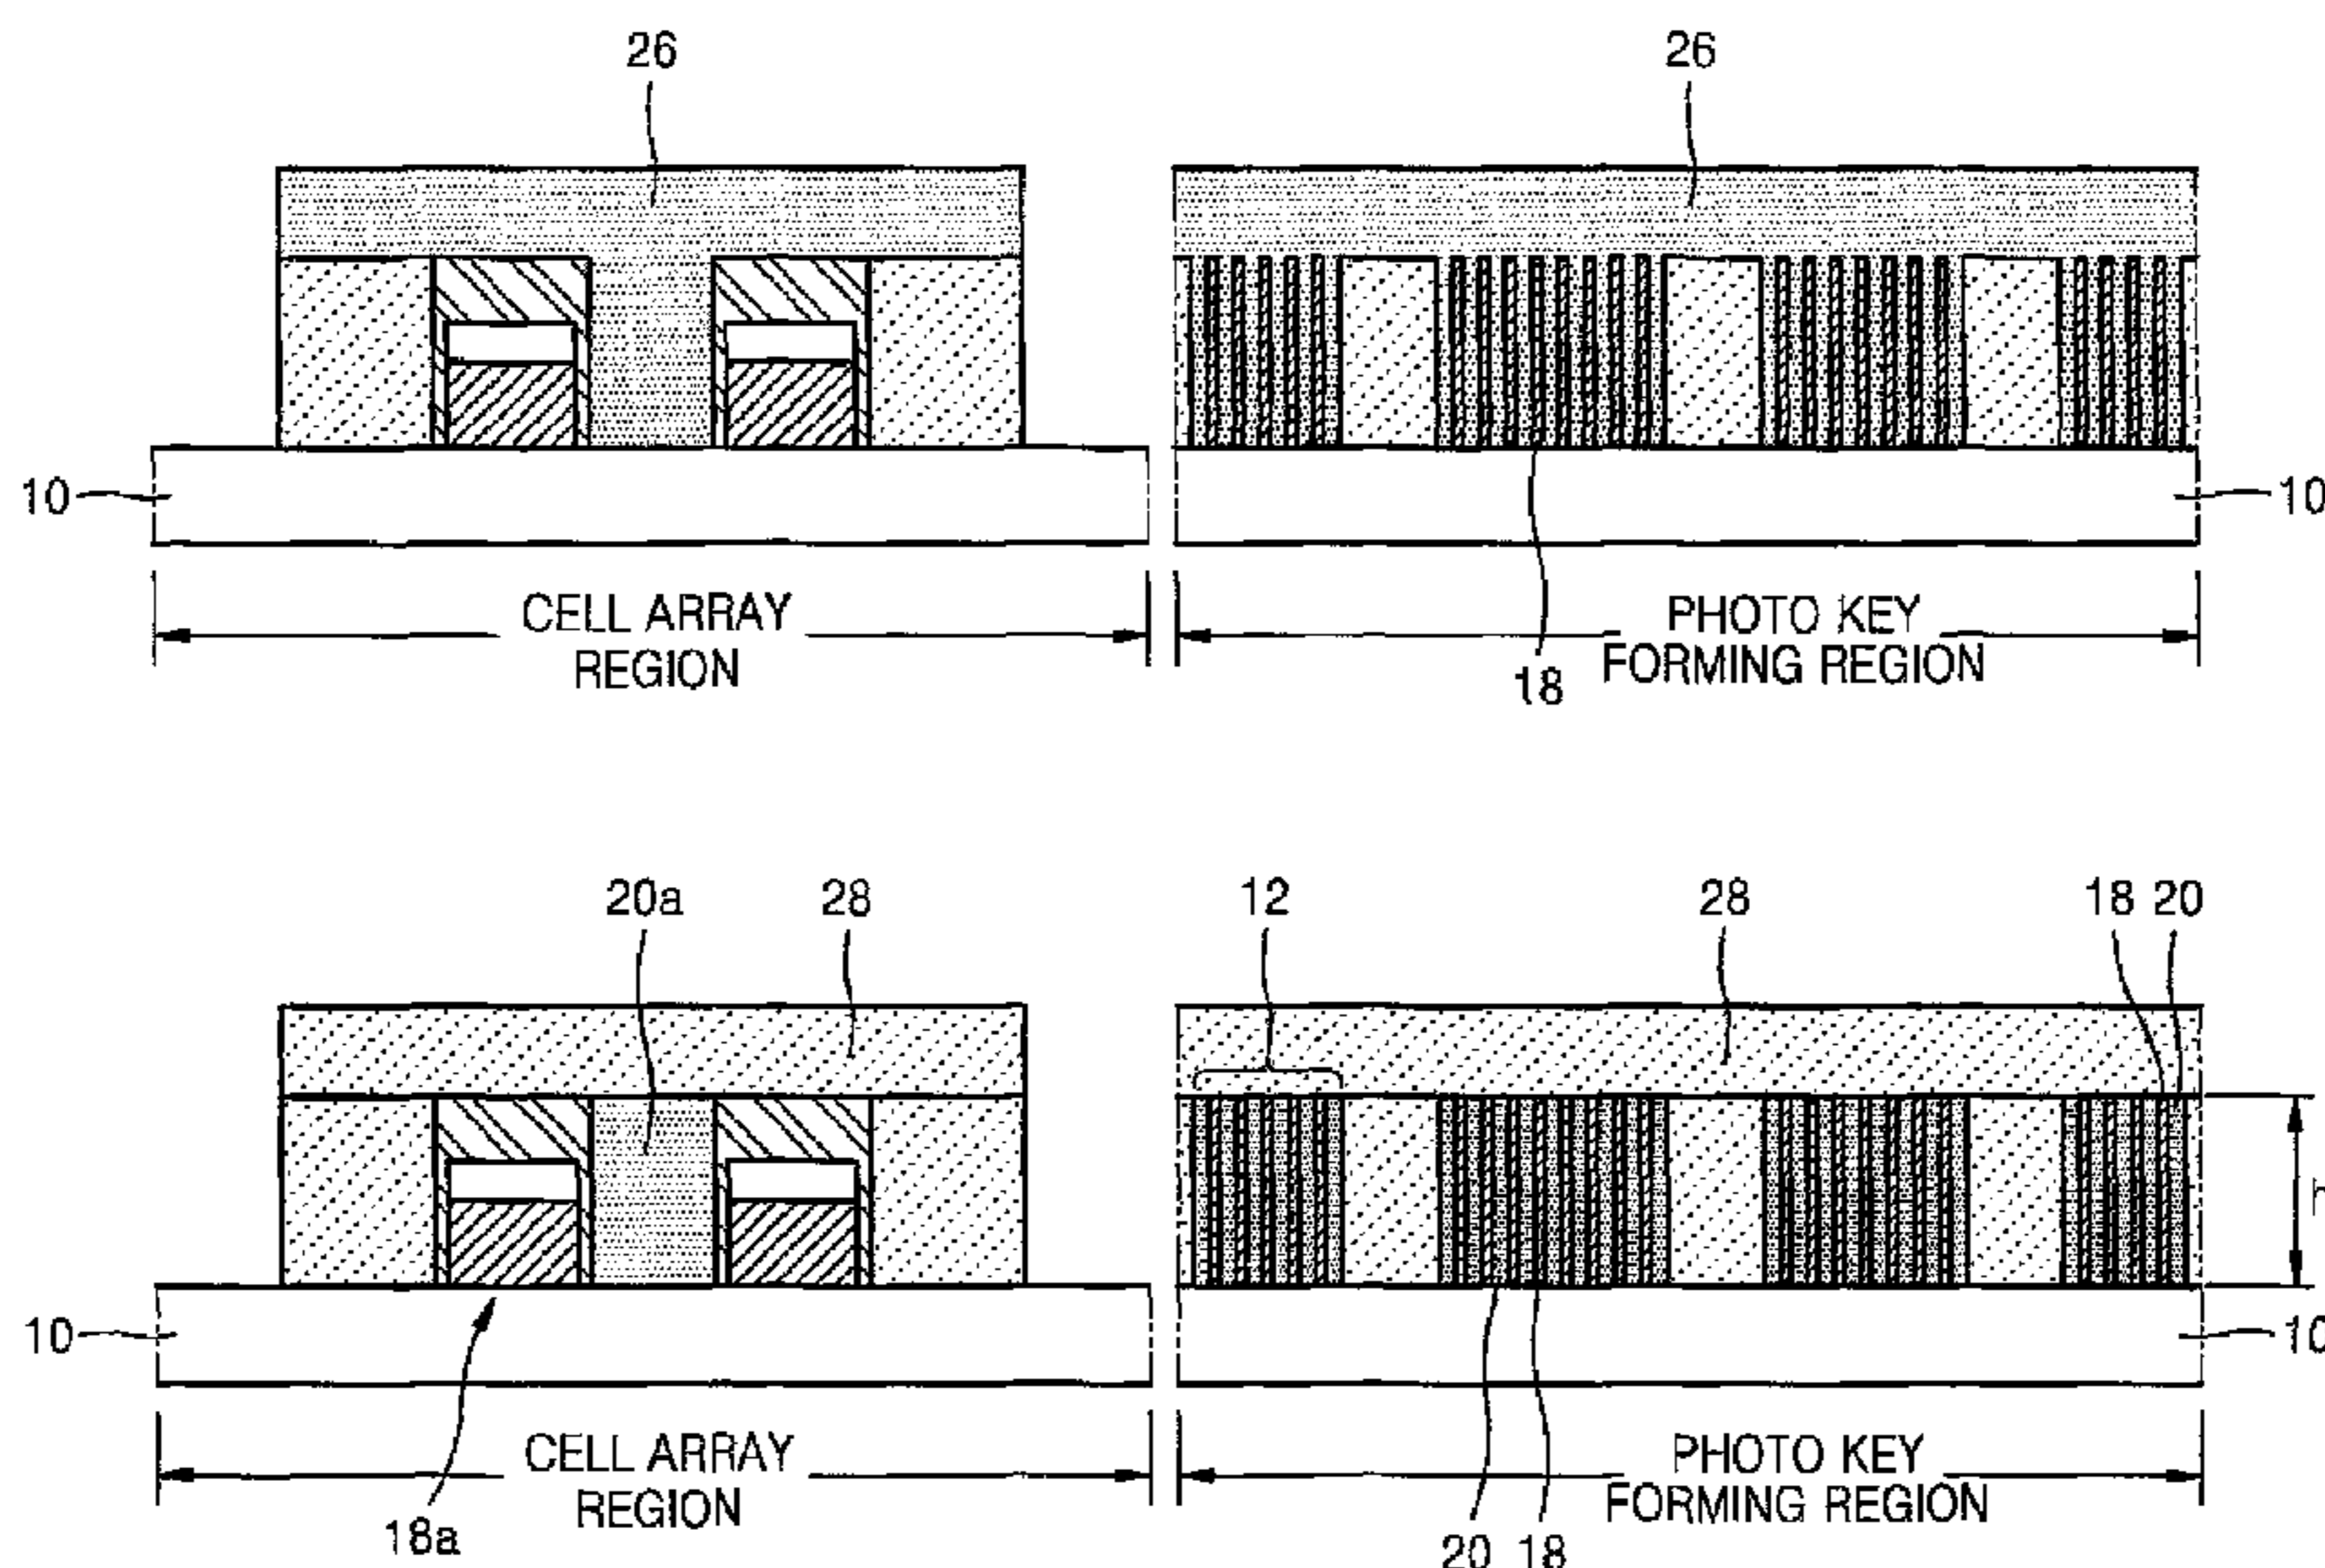 26 26
10 10
CELL ARRAY
REGION
PHOTO KEY
FORMING REGION
18
20a 28 12 28 18 20
10 10
CELL ARRAY
REGION
PHOTO KEY
FORMING REGION
18a
20 18